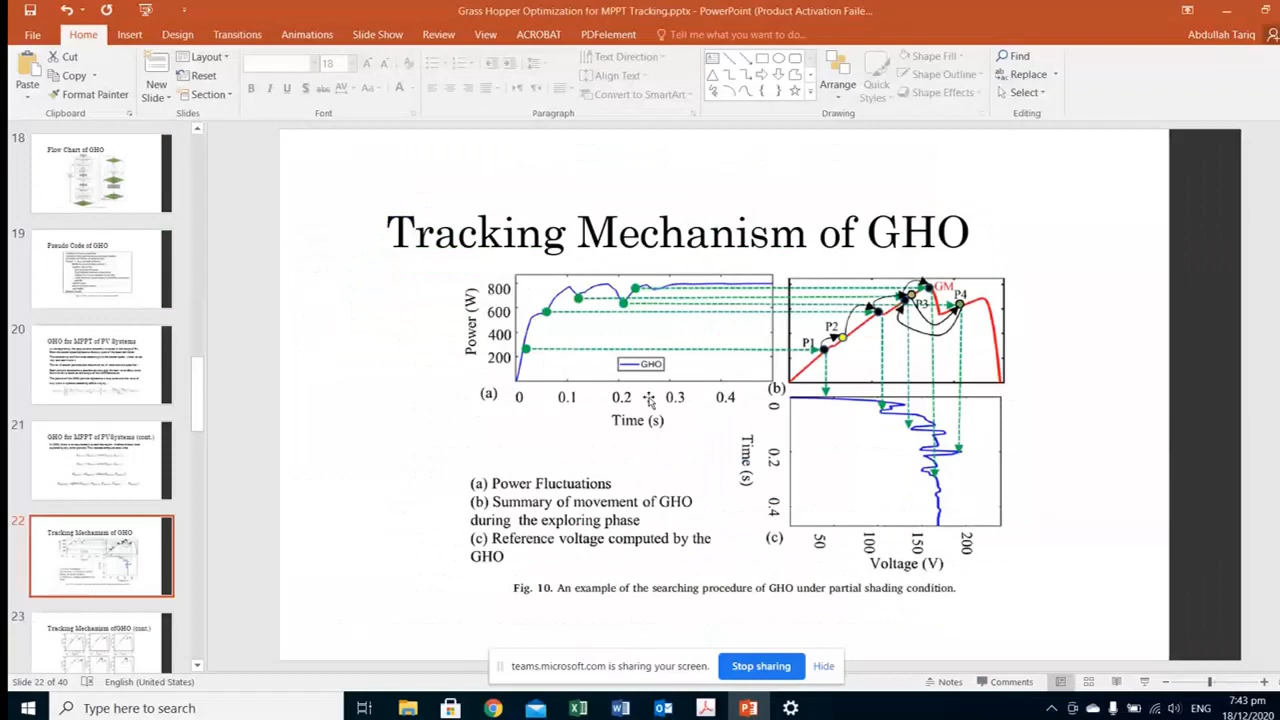 Grass Hopper Optimization for MPPT Tracking.pptx - PowerPoint (Product Activation Faile...
File Home Insert Design Transitions Animations Slide Show Review View ACROBAT PDFelement Tell me what you want to do... Abdullah Tariq
Paste
Cut
Copy
Format Painter
Clipboard
New Slide
Layout
Reset
Section
Slides
18
B I U S abc AV Aa A
Font
Text Direction
Align Text
Convert to SmartArt
Paragraph
Arrange
Quick Styles
Shape Fill
Shape Outline
Shape Effects
Drawing
Find
Replace
Select
Editing
18
Flow Chart of GHO
19
Pseudo Code of GHO
20
GHO for MPPT of PV Systems
21
GHO for MPPT of PV Systems (cont.)
22
Tracking Mechanism of GHO
23
Tracking Mechanism of GHO (cont.)
Tracking Mechanism of GHO
Power (W)
800
600
400
200
GHO
(a)
0 0.1 0.2 0.3 0.4
Time (s)
P1
P2
P3
GM
P4
(b)
0
0.2
0.4
Time (s)
(c)
50 100 150 200
Voltage (V)
(a) Power Fluctuations
(b) Summary of movement of GHO
during the exploring phase
(c) Reference voltage computed by the
GHO
Fig. 10. An example of the searching procedure of GHO under partial shading condition.
teams.microsoft.com is sharing your screen. Stop sharing Hide
Slide 22 of 40 English (United States) Notes Comments
Type here to search
ENG
7:43 pm
18/12/2020